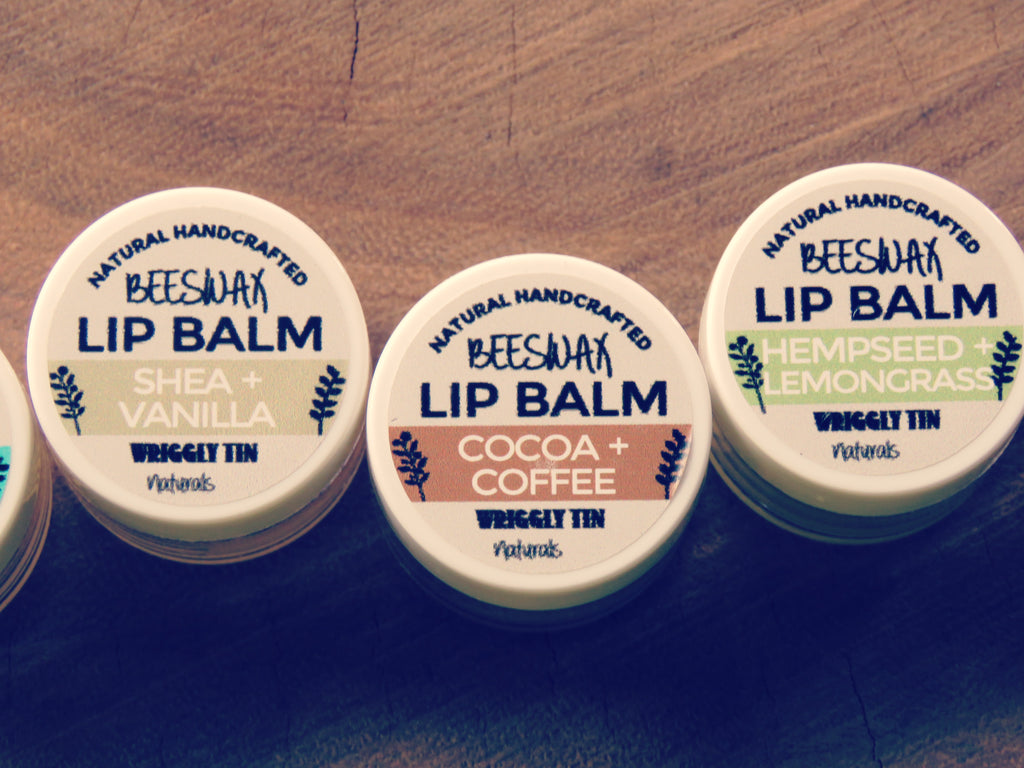 NATURAL HANDCRAFTED
BEESWAX
LIP BALM
SHEA +
VANILLA
WRIGGLY TIN
naturals
NATURAL HANDCRAFTED
BEESWAX
LIP BALM
COCOA +
COFFEE
WRIGGLY TIN
naturals
NATURAL HANDCRAFTED
BEESWAX
LIP BALM
HEMPSEED +
LEMONGRASS
WRIGGLY TIN
naturals